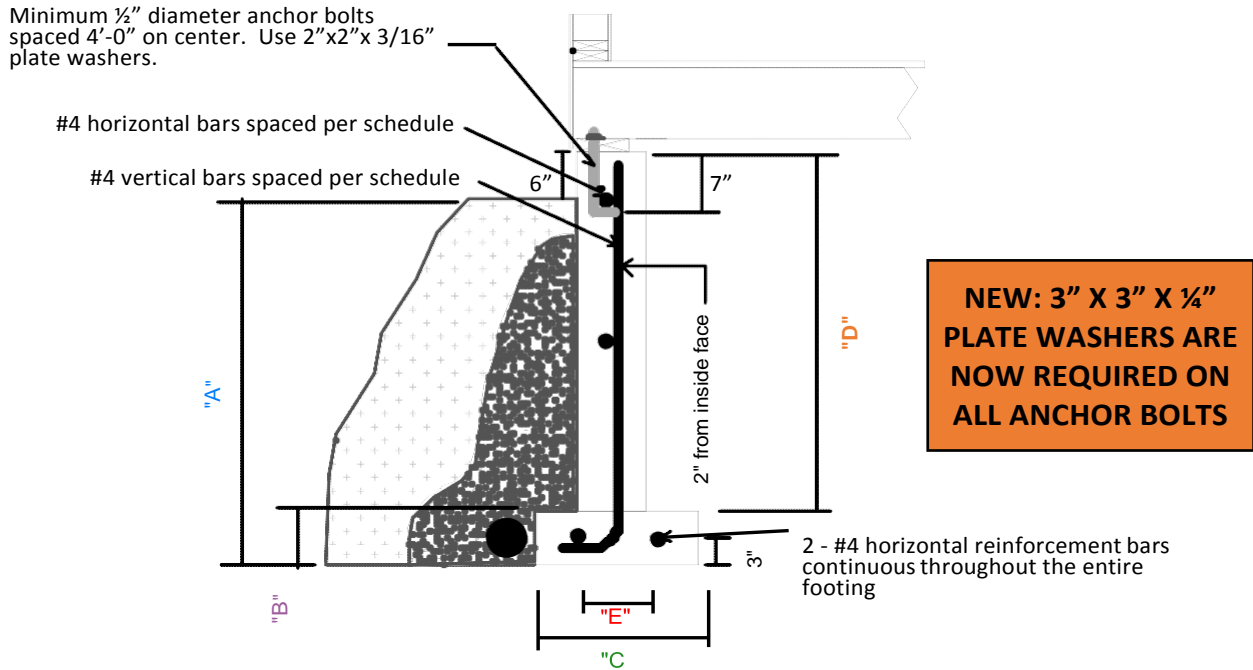 Minimum ½” diameter anchor bolts
spaced 4’-0” on center.  Use 2”x2”x 3/16”
plate washers.
#4 horizontal bars spaced per schedule
#4 vertical bars spaced per schedule
6”
7”
"A"
"D"
2" from inside face
NEW: 3” X 3” X ¼”
PLATE WASHERS ARE
NOW REQUIRED ON
ALL ANCHOR BOLTS
"B"
3"
2 - #4 horizontal reinforcement bars
continuous throughout the entire
footing
"E"
"C